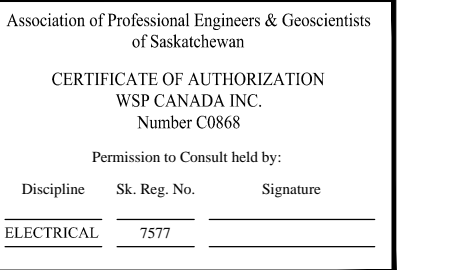 Association of Professional Engineers & Geoscientists
of Saskatchewan
CERTIFICATE OF AUTHORIZATION
WSP CANADA INC.
Number C0868
Permission to Consult held by:
Discipline Sk. Reg. No. Signature
ELECTRICAL 7577